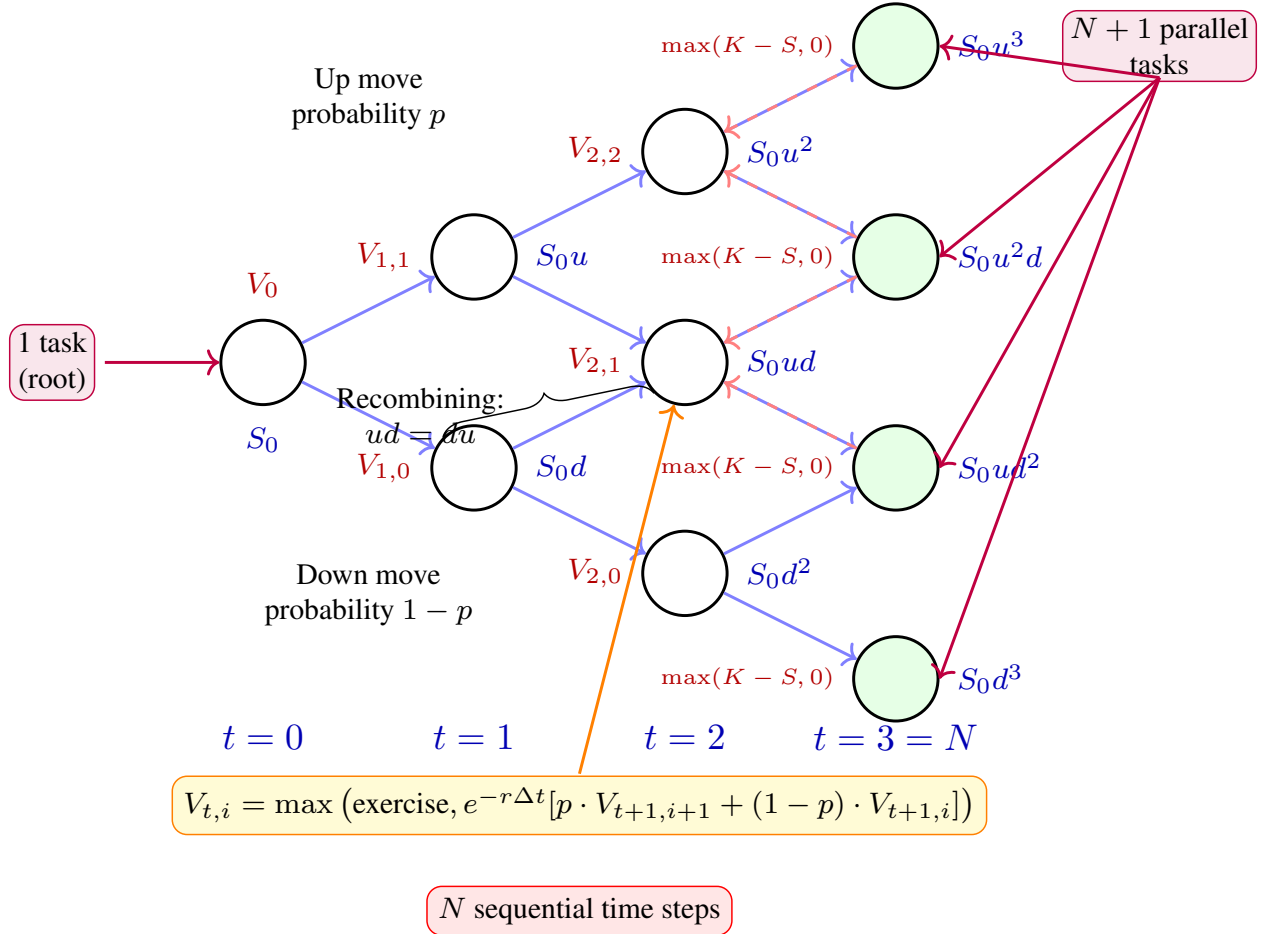 max(K − S, 0)
S₀u³
N + 1 parallel
tasks
Up move
probability p
V₂,₂
S₀u²
V₁,₁
S₀u
max(K − S, 0)
S₀u²d
V₀
1 task
(root)
V₂,₁
S₀ud
Recombining:
ud = du
S₀
V₁,₀
S₀d
max(K − S, 0)
S₀ud²
Down move
probability 1 − p
V₂,₀
S₀d²
max(K − S, 0)
S₀d³
t = 0
t = 1
t = 2
t = 3 = N
V_{t,i} = max (exercise, e^{−rΔt}[p · V_{t+1,i+1} + (1 − p) · V_{t+1,i}])
N sequential time steps